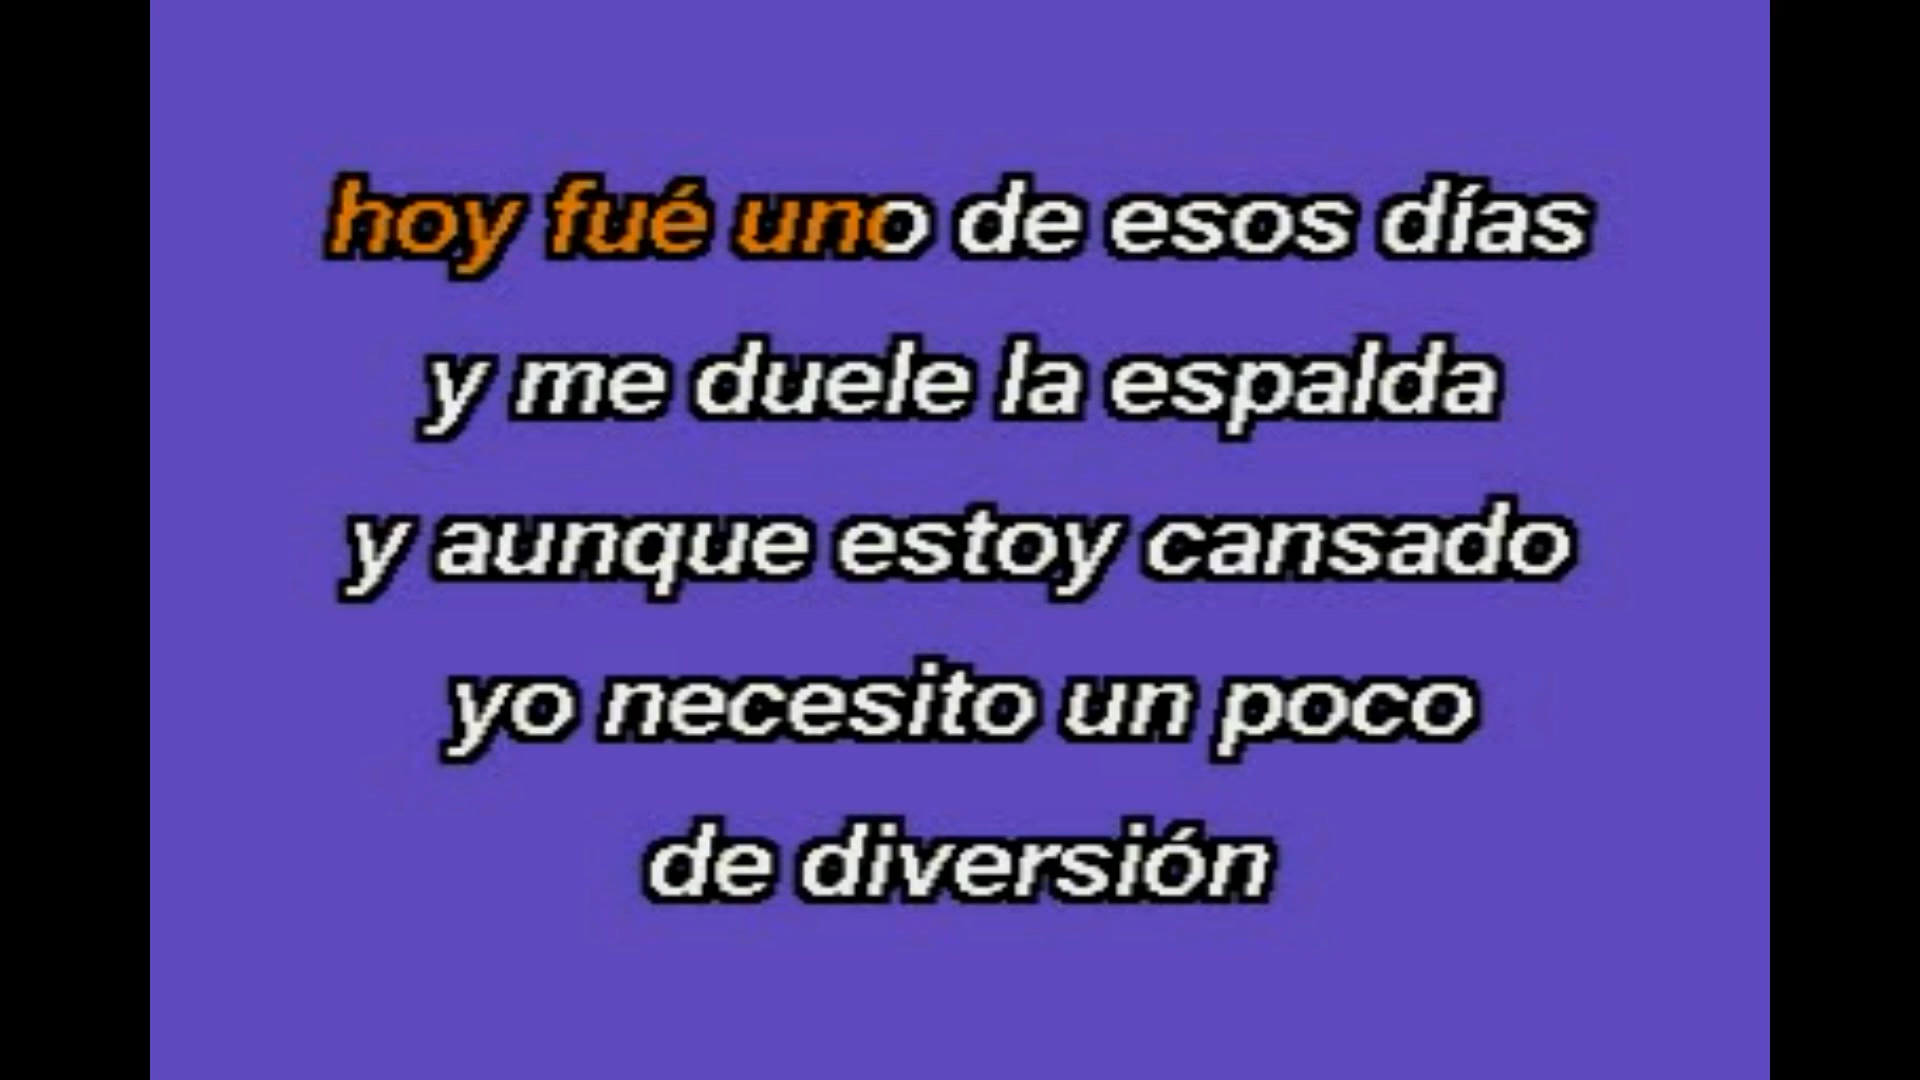 hoy fué uno de esos días
y me duele la espalda
y aunque estoy cansado
yo necesito un poco
de diversión